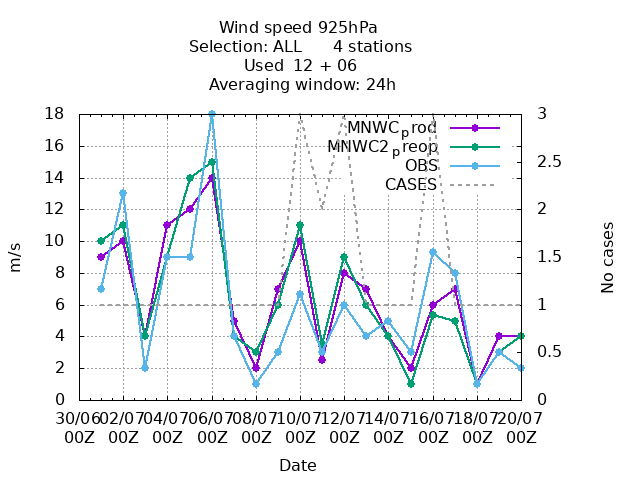 Wind speed 925hPa
Selection: ALL 4 stations
Used 12 + 06
Averaging window: 24h
MNWC_prod
MNWC2_preop
OBS
CASES
18
16
14
12
10
8
6
4
2
0
m/s
3
2.5
2
1.5
1
0.5
0
No cases
30/06 02/07 04/07 06/07 08/07 10/07 12/07 14/07 16/07 18/07 20/07
00Z 00Z 00Z 00Z 00Z 00Z 00Z 00Z 00Z 00Z 00Z
Date